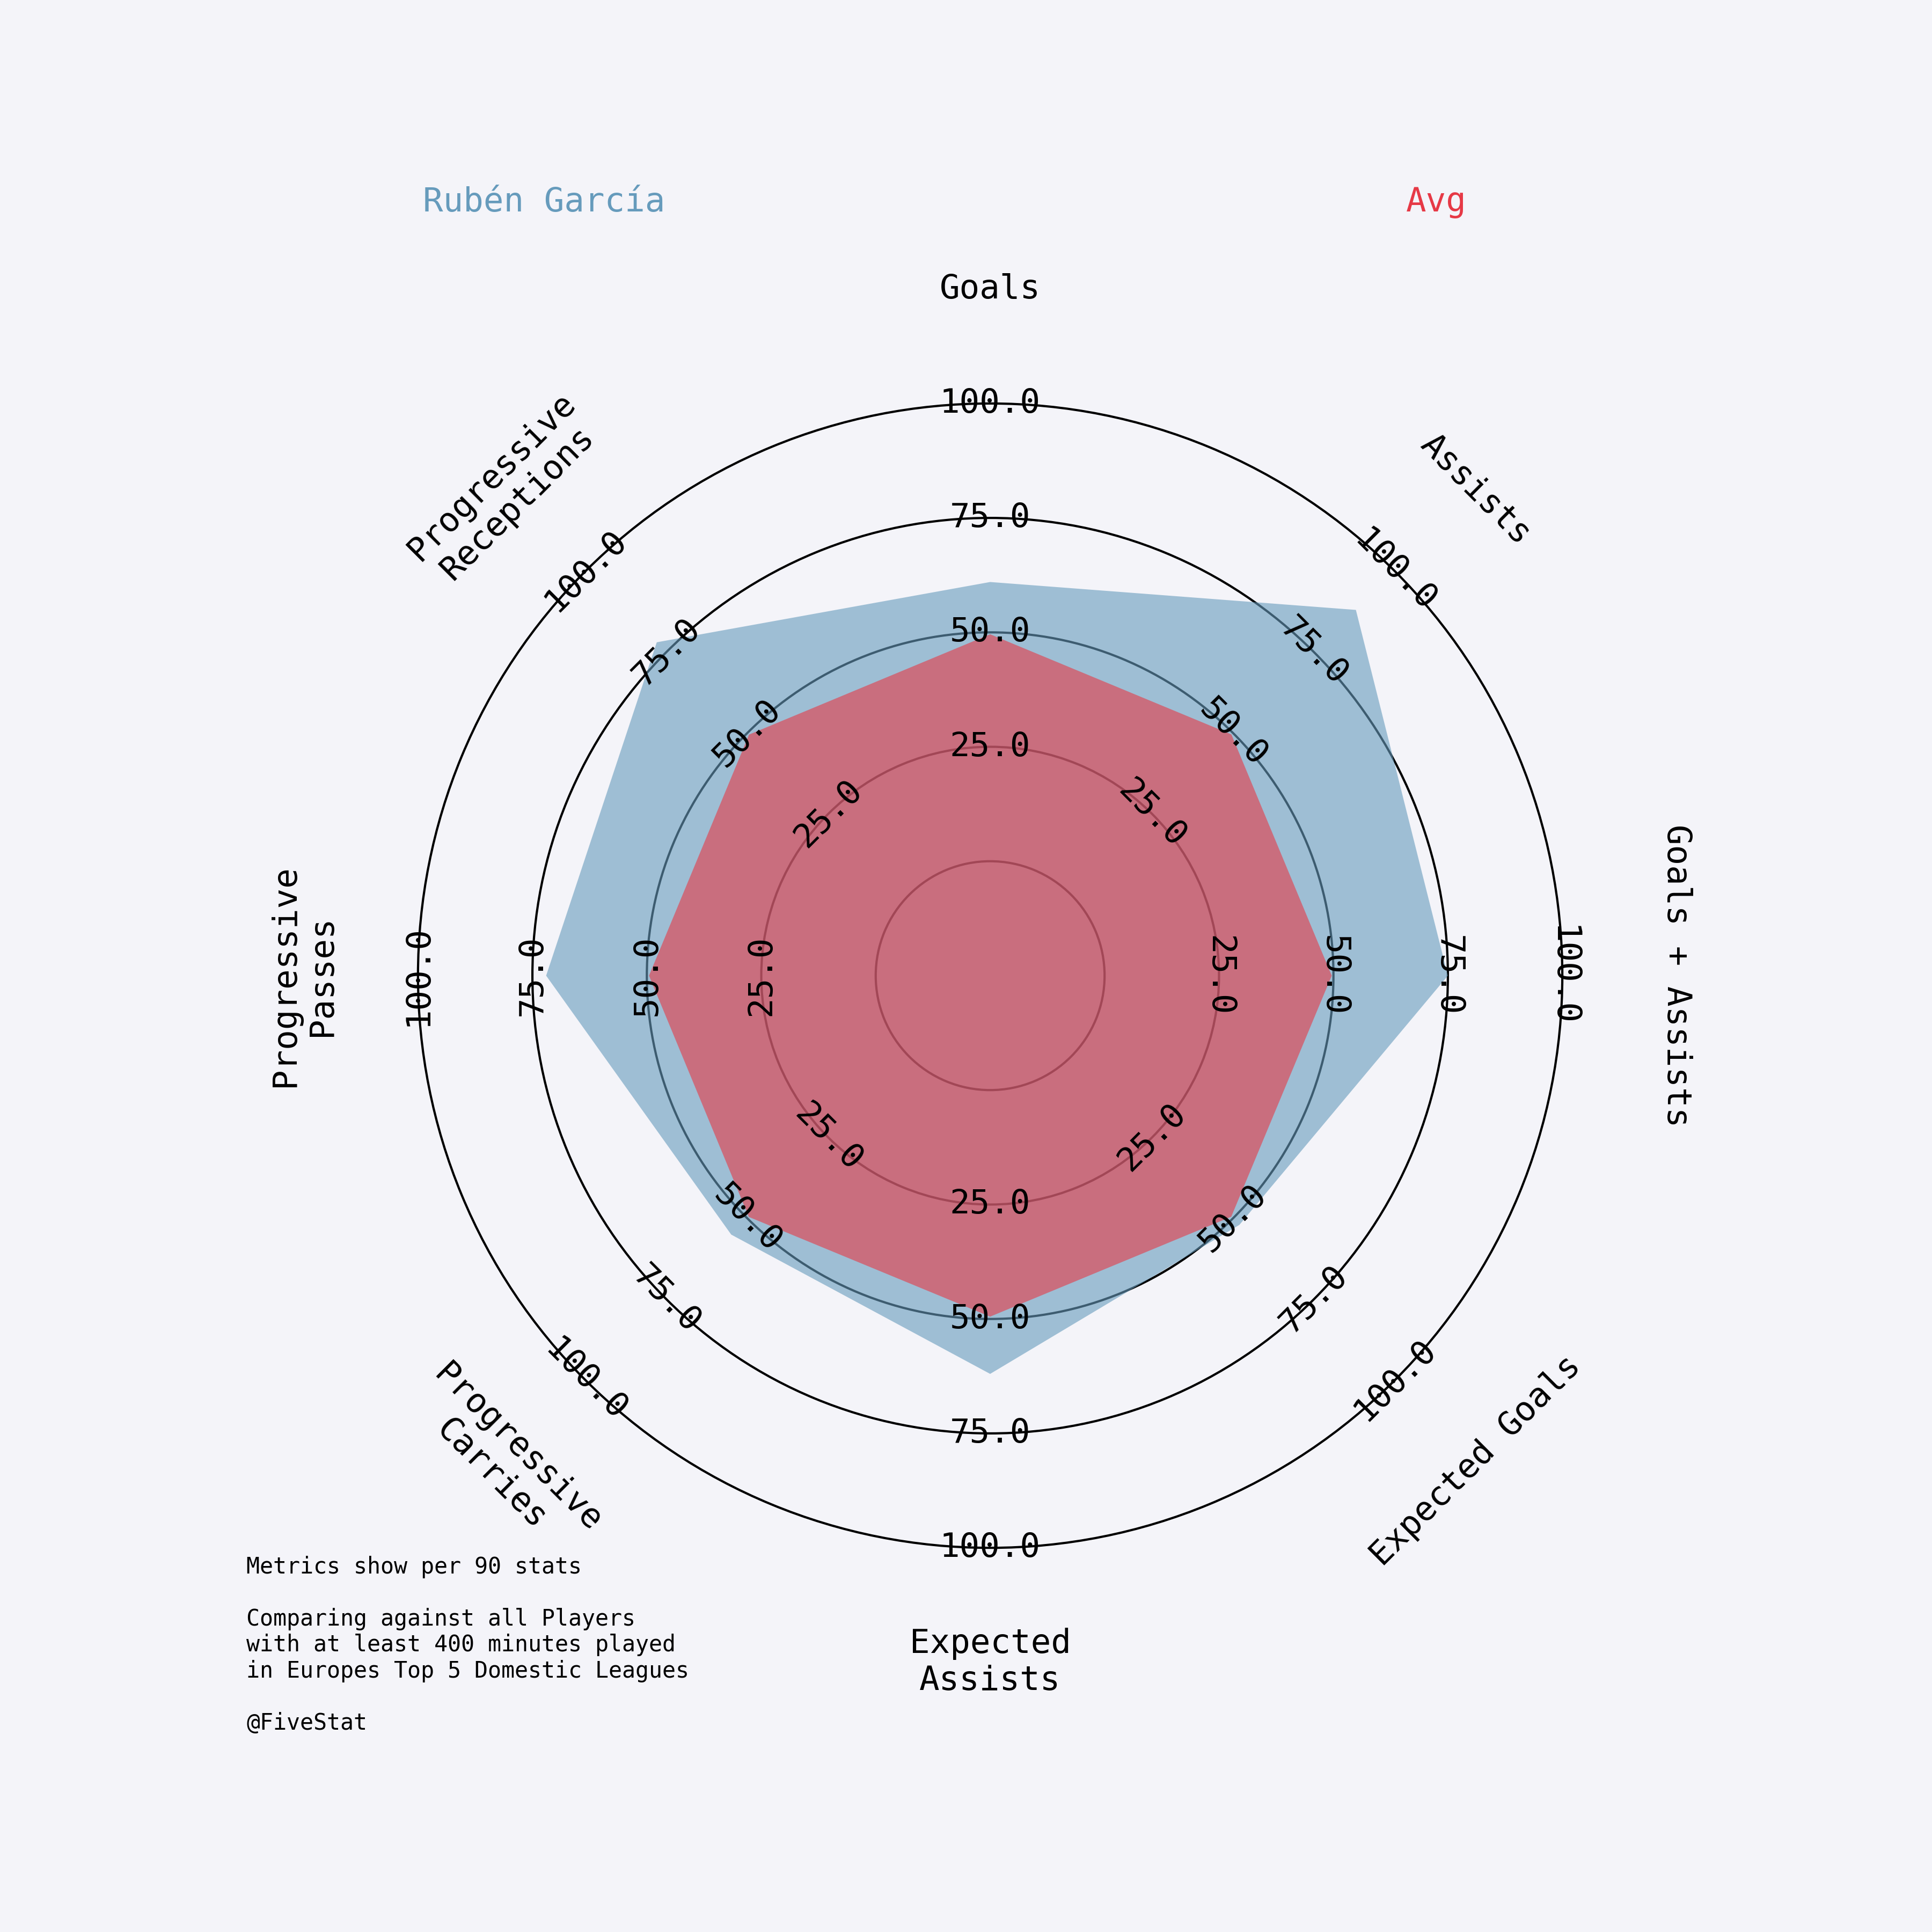 Rubén García
Avg
Goals
Assists
Goals + Assists
Expected Goals
Expected
Assists
Progressive
Carries
Progressive
Passes
Progressive
Receptions
25.0
50.0
75.0
100.0
25.0
50.0
75.0
100.0
25.0
50.0
75.0
100.0
25.0
50.0
75.0
100.0
25.0
50.0
75.0
100.0
25.0
50.0
75.0
100.0
25.0
50.0
75.0
100.0
25.0
50.0
75.0
100.0
Metrics show per 90 stats
Comparing against all Players
with at least 400 minutes played
in Europes Top 5 Domestic Leagues
@FiveStat